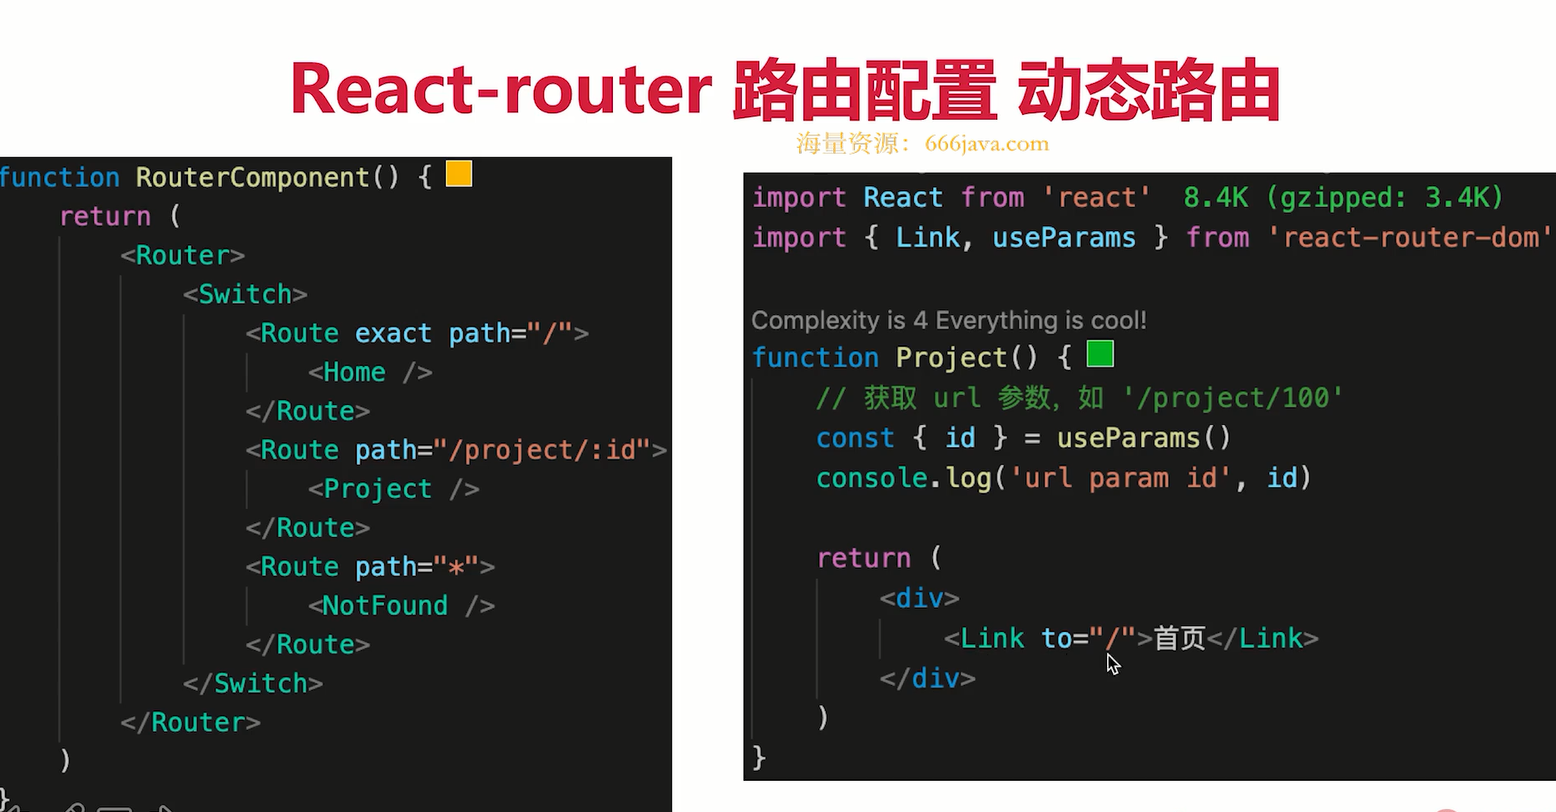 React-router 路由配置 动态路由
海量资源：666java.com
function RouterComponent() {
return (
<Router>
<Switch>
<Route exact path="/">
<Home />
</Route>
<Route path="/project/:id">
<Project />
</Route>
<Route path="*">
<NotFound />
</Route>
</Switch>
</Router>
)
}
import React from 'react' 8.4K (gzipped: 3.4K)
import { Link, useParams } from 'react-router-dom'
Complexity is 4 Everything is cool!
function Project() {
// 获取 url 参数，如 '/project/100'
const { id } = useParams()
console.log('url param id', id)
return (
<div>
<Link to="/">首页</Link>
</div>
)
}